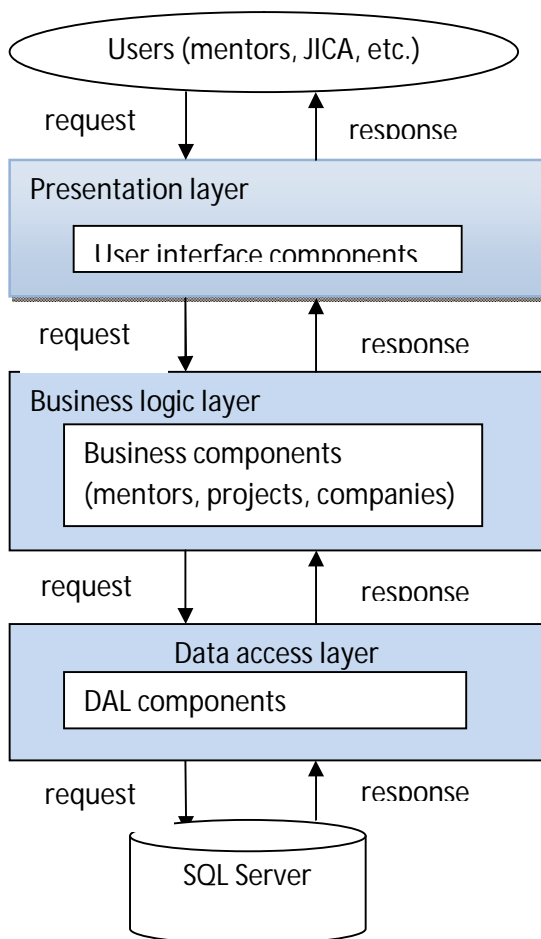 Users (mentors, JICA, etc.)
request
response
Presentation layer
User interface components
request
response
Business logic layer
Business components
(mentors, projects, companies)
request
response
Data access layer
DAL components
request
response
SQL Server